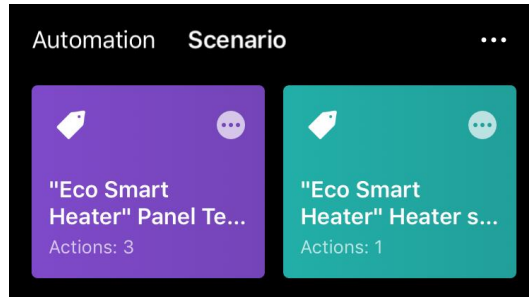 Automation Scenario
"Eco Smart
Heater" Panel Te...
Actions: 3
"Eco Smart
Heater" Heater s...
Actions: 1